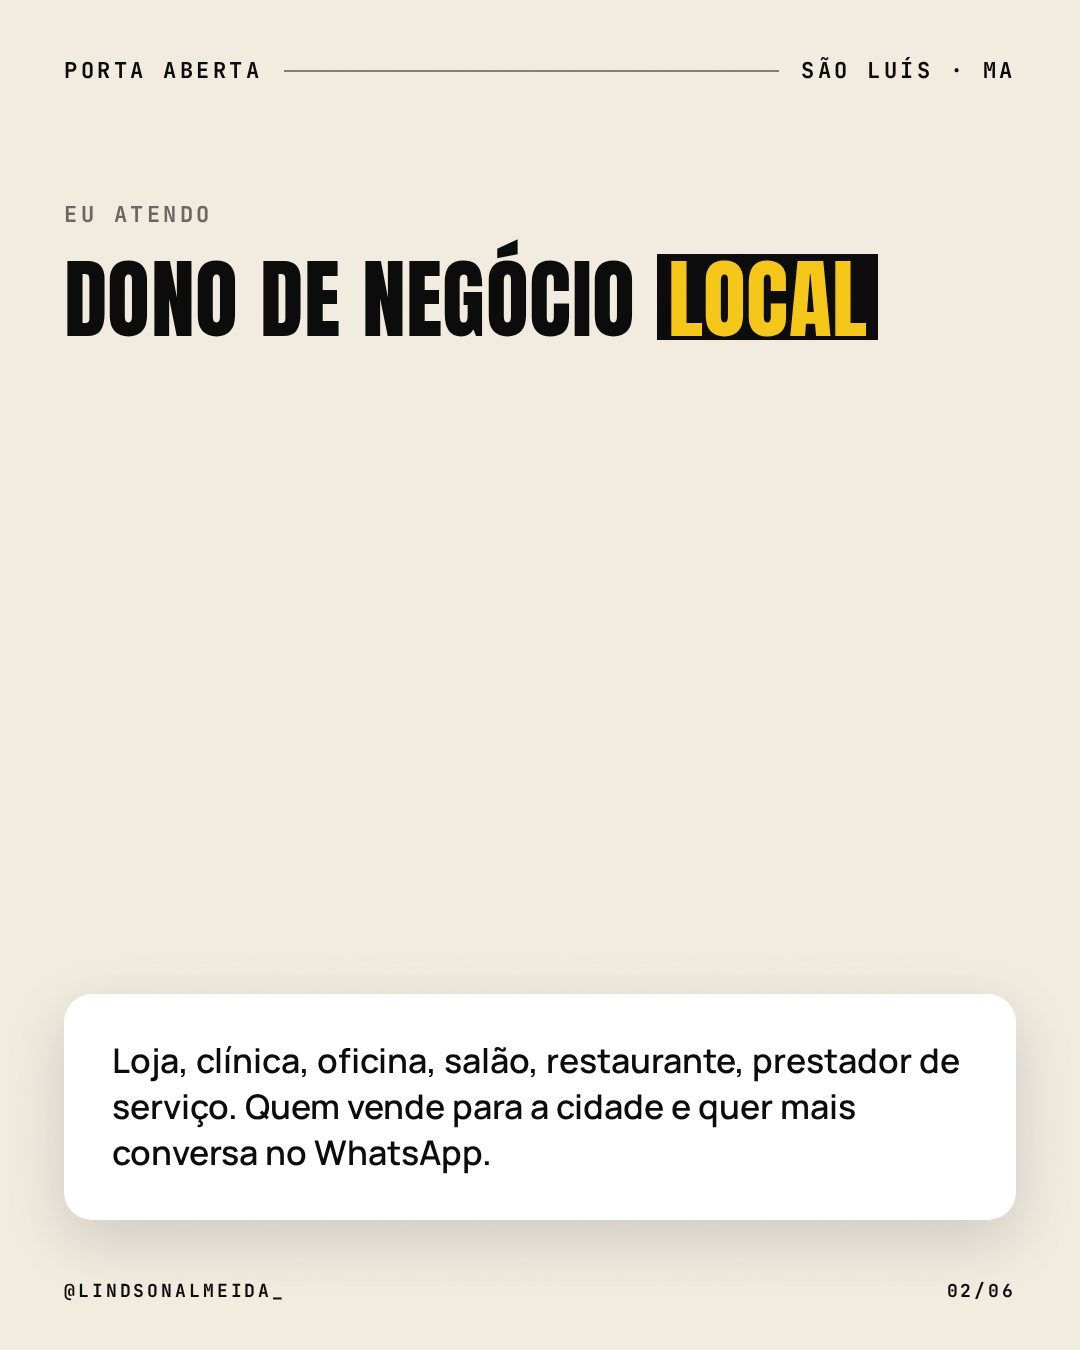 PORTA ABERTA
SÃO LUÍS · MA
EU ATENDO
DONO DE NEGÓCIO LOCAL
Loja, clínica, oficina, salão, restaurante, prestador de
serviço. Quem vende para a cidade e quer mais
conversa no WhatsApp.
@LINDSONALMEIDA_
02/06